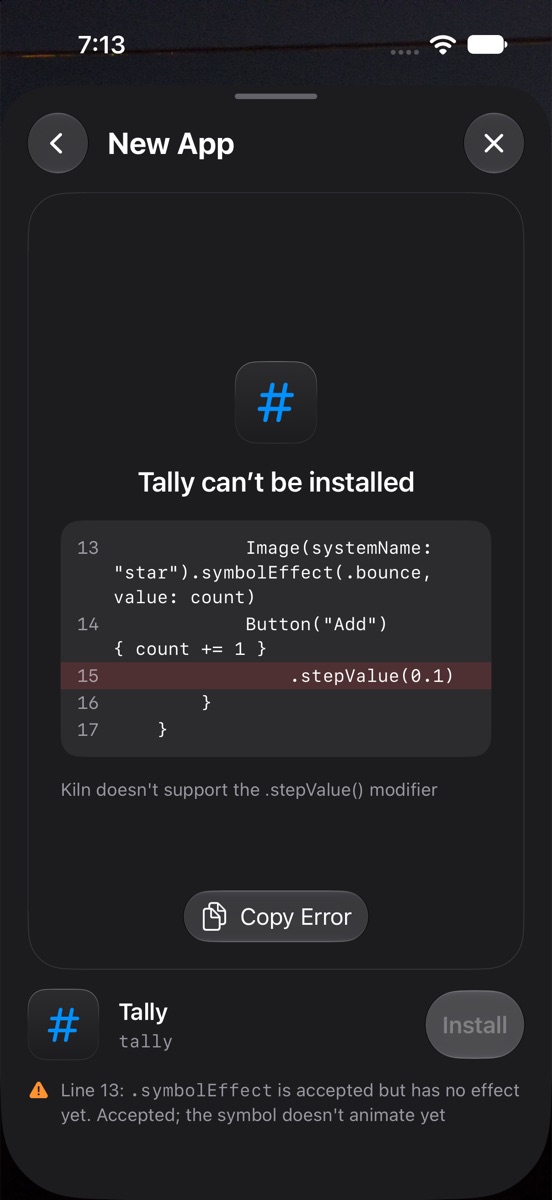 7:13
New App
Tally can’t be installed
13 Image(systemName:
"star").symbolEffect(.bounce,
value: count)
14 Button("Add")
{ count += 1 }
15 .stepValue(0.1)
16 }
17 }
Kiln doesn't support the .stepValue() modifier
Copy Error
Tally
tally
Install
Line 13: .symbolEffect is accepted but has no effect
yet. Accepted; the symbol doesn't animate yet